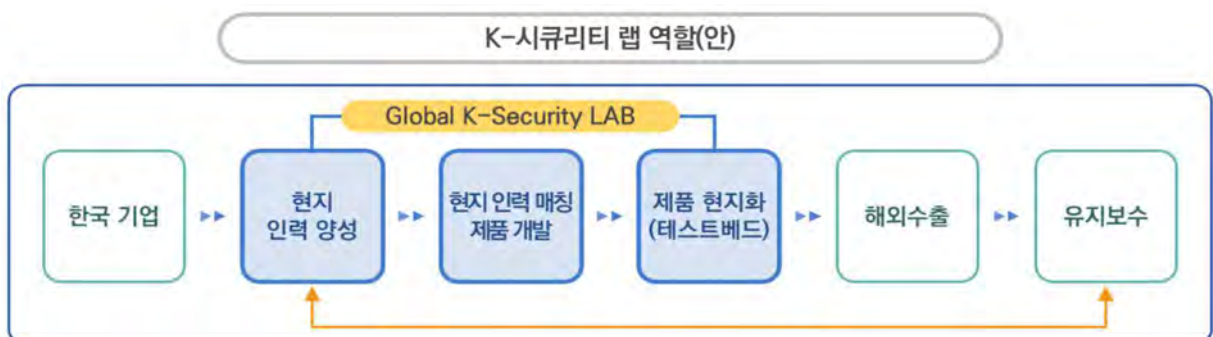 K-시큐리티 랩 역할(안)
Global K-Security LAB
한국 기업
현지
인력 양성
현지 인력 매칭
제품 개발
제품 현지화
(테스트베드)
해외수출
유지보수